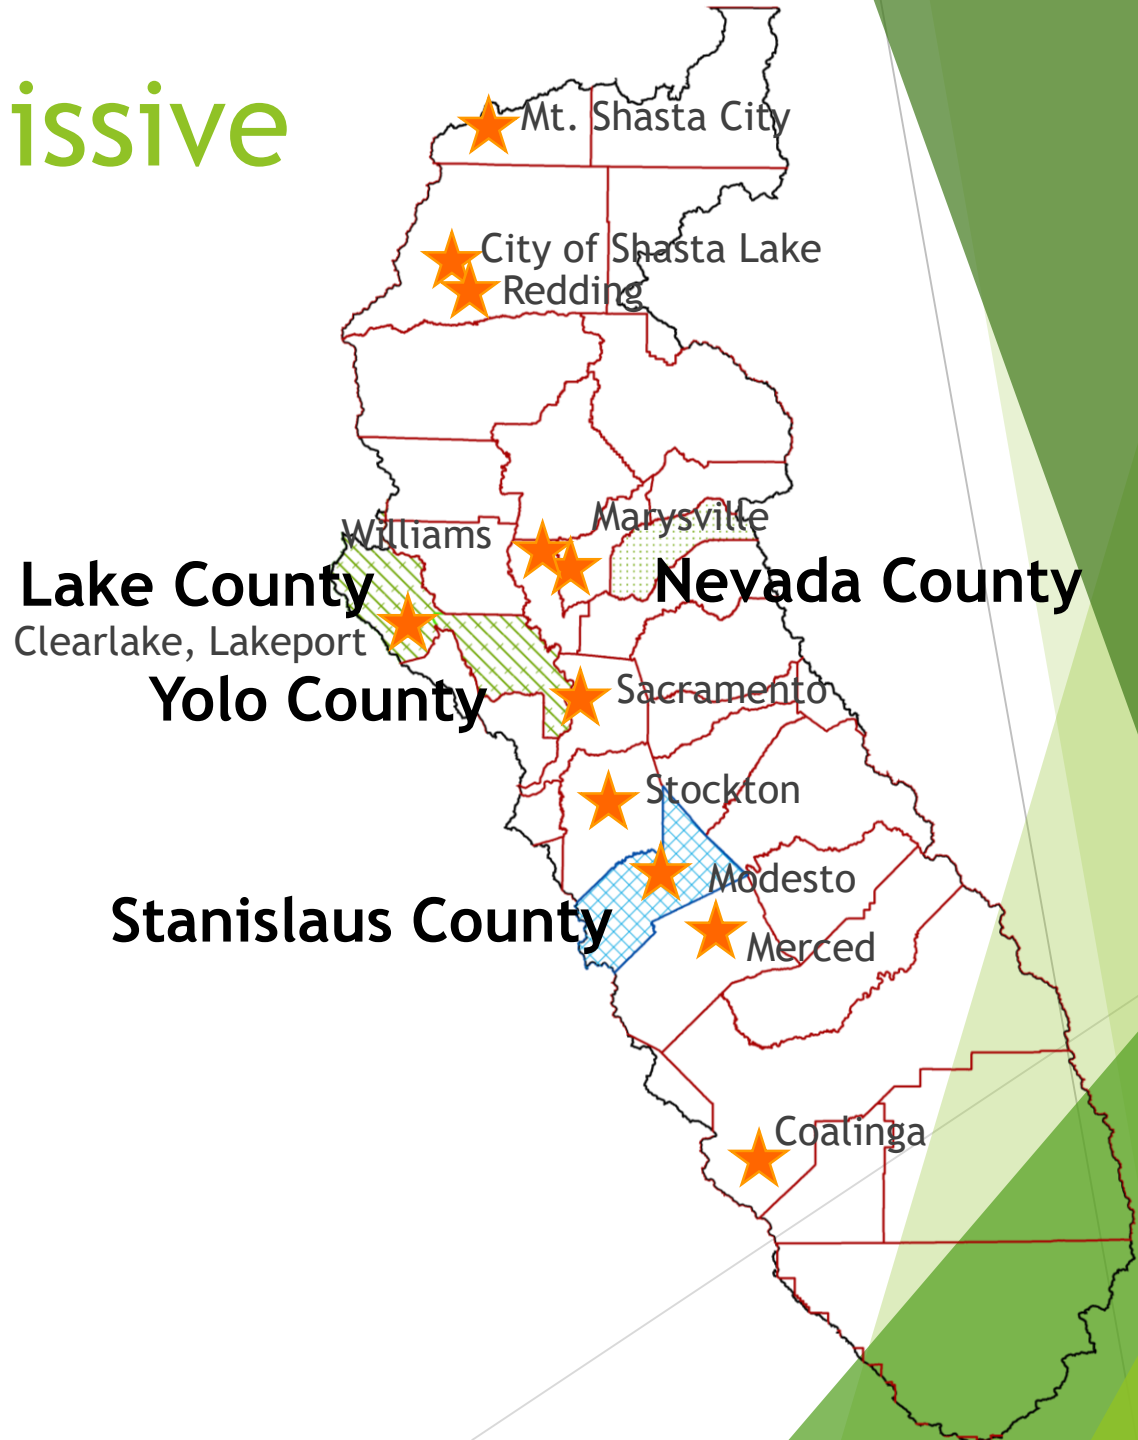 issive
Mt. Shasta City
City of Shasta Lake
Redding
Marysville
Williams
Lake County
Nevada County
Clearlake, Lakeport
Yolo County
Sacramento
Stockton
Modesto
Stanislaus County
Merced
Coalinga